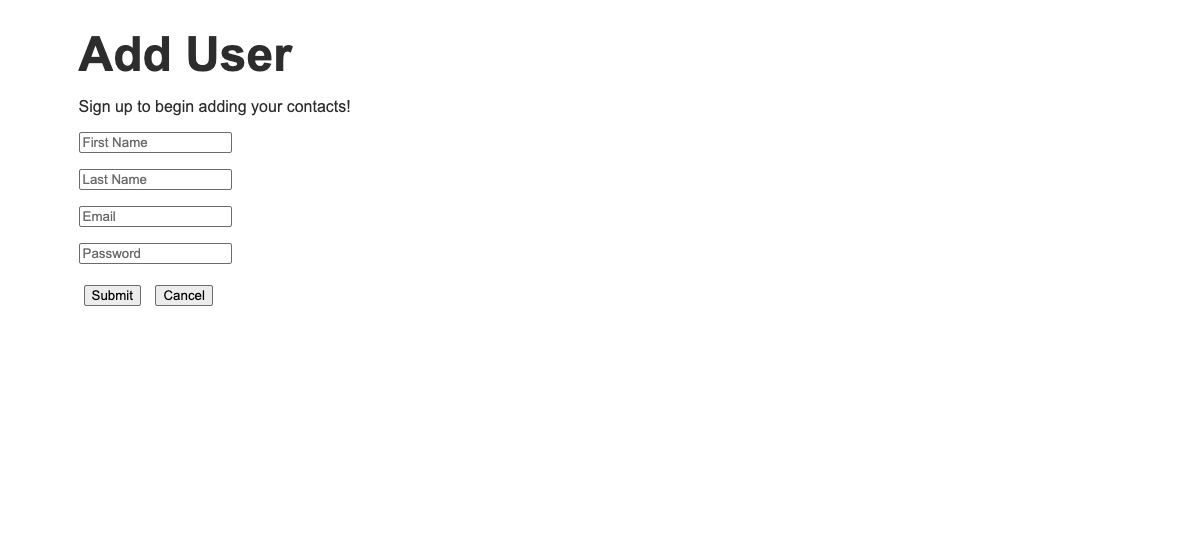 Add User
Sign up to begin adding your contacts!
First Name
Last Name
Email
Password
Submit Cancel